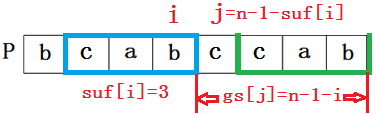 i j=n-1-suf[i]
P b c a b c c a b
suf[i]=3 gs[j]=n-1-i